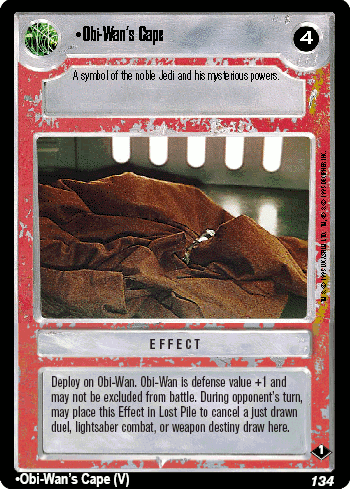 •Obi-Wan's Cape
4
A symbol of the noble Jedi and his mysterious powers.
EFFECT
Deploy on Obi-Wan. Obi-Wan is defense value +1 and
may not be excluded from battle. During opponent's turn,
may place this Effect in Lost Pile to cancel a just drawn
duel, lightsaber combat, or weapon destiny draw here.
1
•Obi-Wan's Cape (V)
134